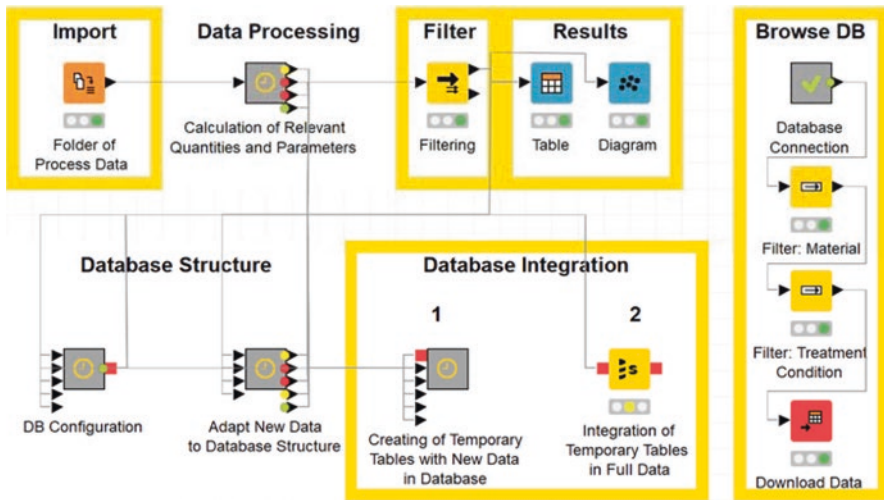 Import
Data Processing
Filter
Results
Browse DB
Folder of
Process Data
Calculation of Relevant
Quantities and Parameters
Filtering
Table
Diagram
Database
Connection
Filter: Material
Filter: Treatment
Condition
Download Data
Database Structure
Database Integration
1
2
S
DB Configuration
Adapt New Data
to Database Structure
Creating of Temporary
Tables with New Data
in Database
Integration of
Temporary Tables
in Full Data